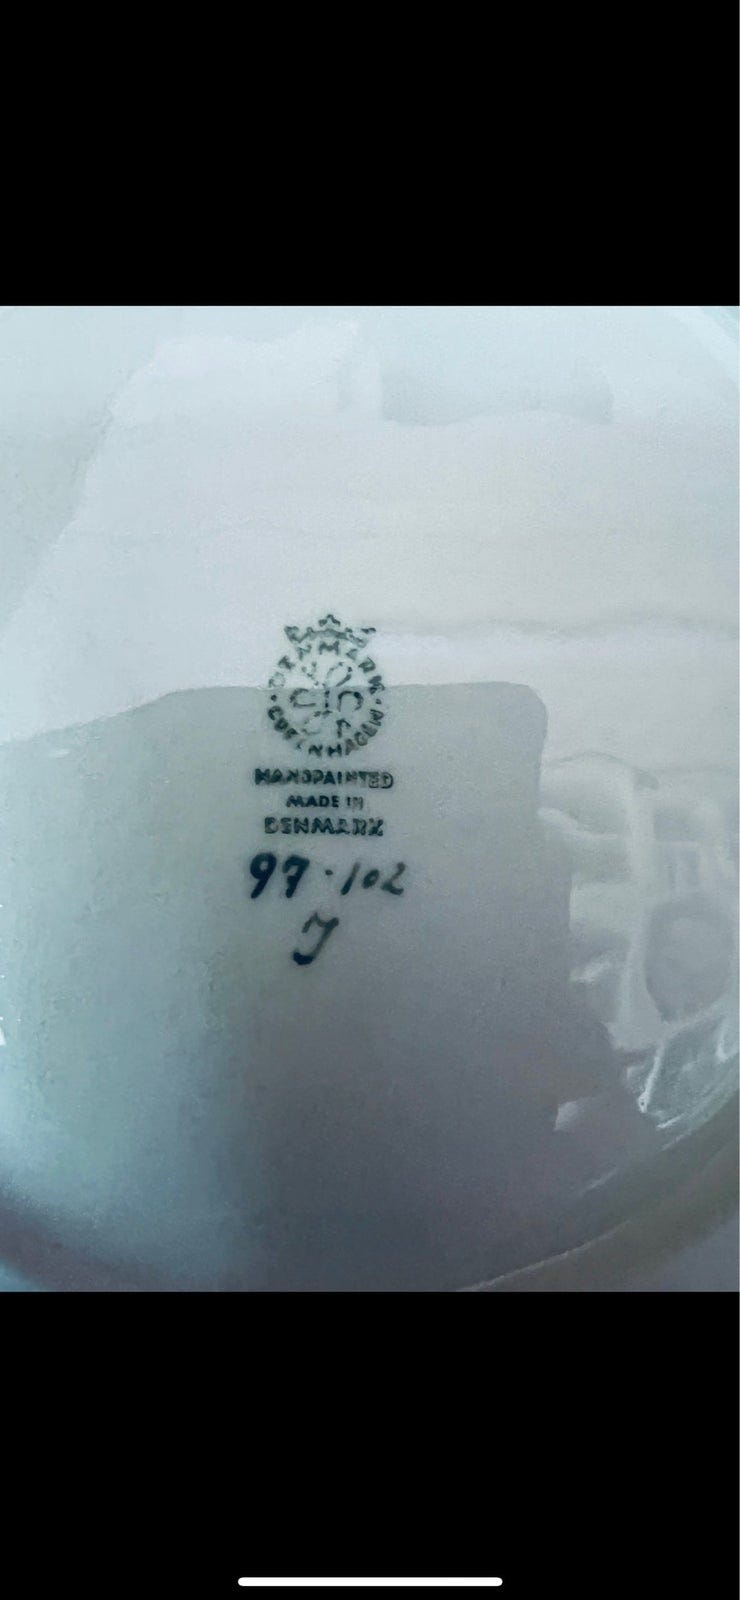 DENMARK
COPENHAGEN
HANDPAINTED
MADE IN
DENMARK
97·102
J